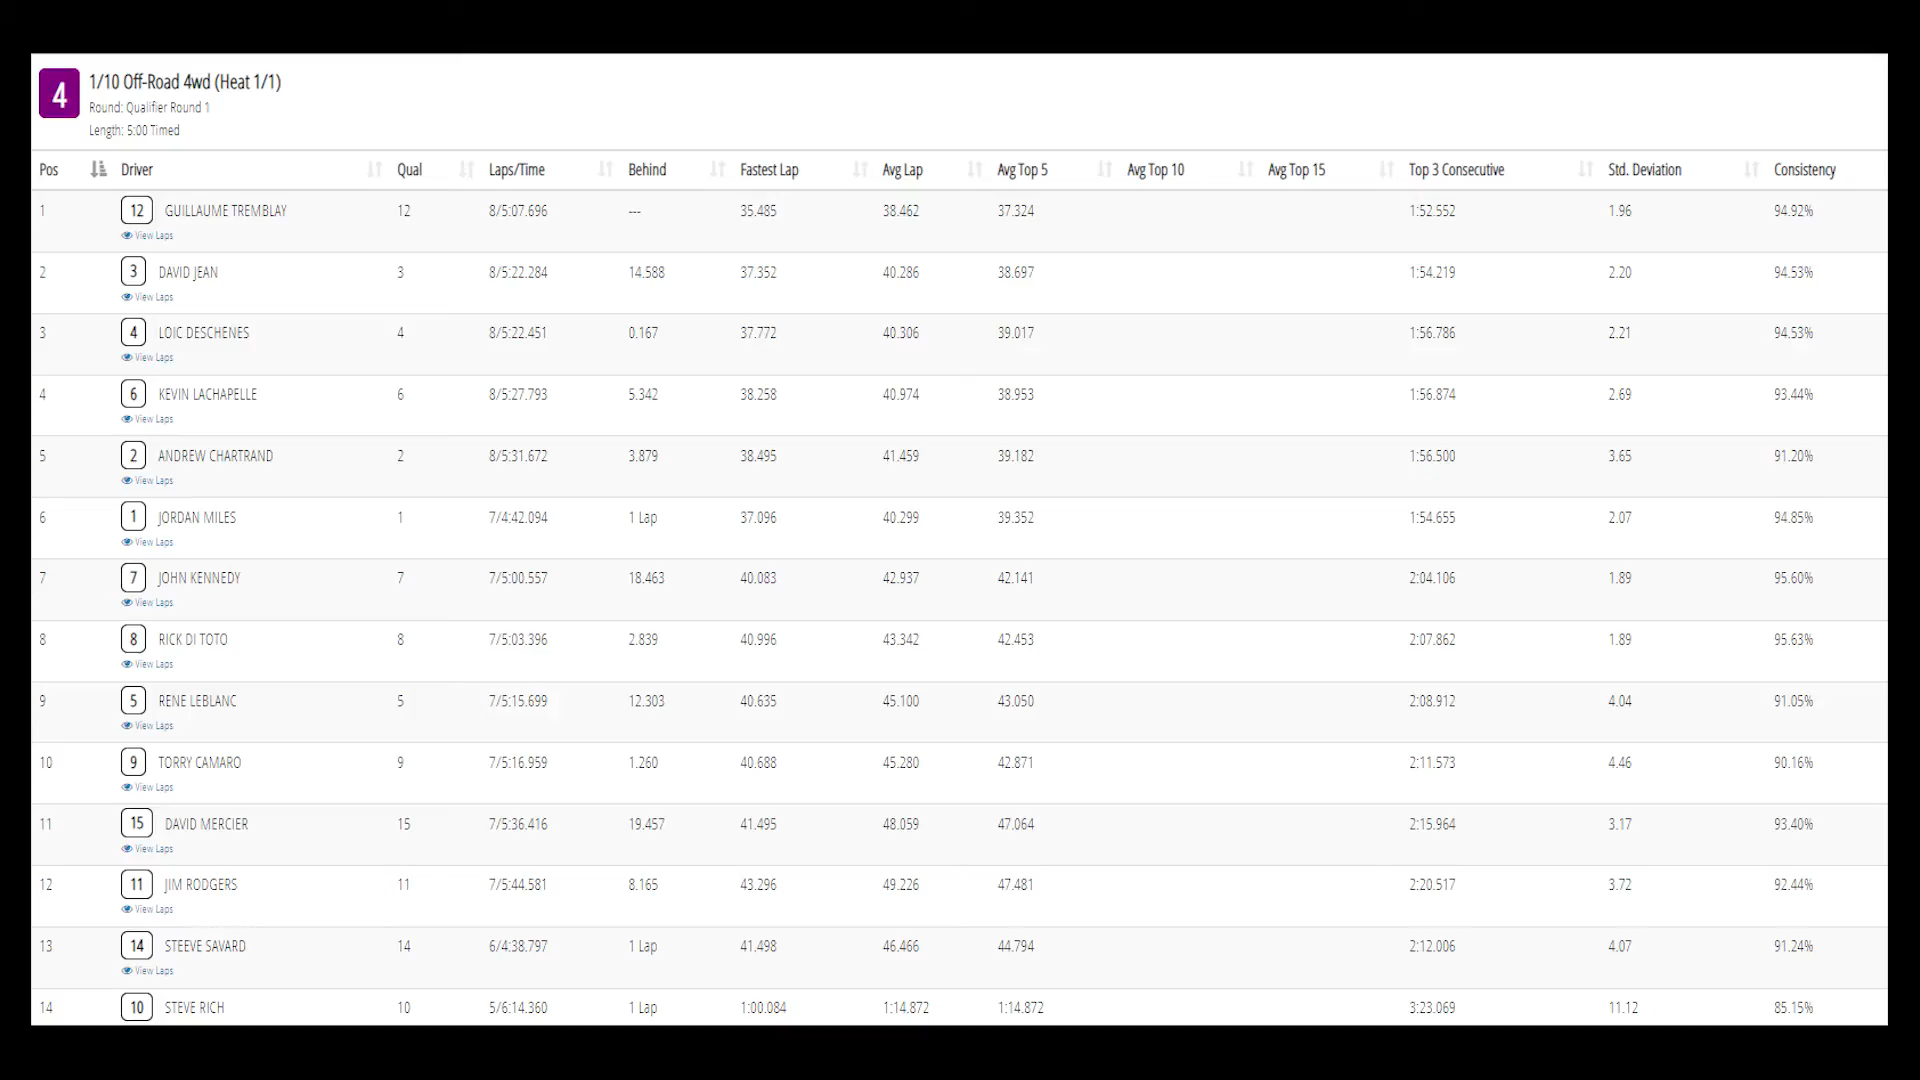 4
1/10 Off-Road 4wd (Heat 1/1)
Round: Qualifier Round 1
Length: 5:00 Timed
Pos Driver Qual Laps/Time Behind Fastest Lap Avg Lap Avg Top 5 Avg Top 10 Avg Top 15 Top 3 Consecutive Std. Deviation Consistency
1 12 GUILLAUME TREMBLAY 12 8/5:07.696 --- 35.485 38.462 37.324 1:52.552 1.96 94.92%
View Laps
2 3 DAVID JEAN 3 8/5:22.284 14.588 37.352 40.286 38.697 1:54.219 2.20 94.53%
View Laps
3 4 LOIC DESCHENES 4 8/5:22.451 0.167 37.772 40.306 39.017 1:56.786 2.21 94.53%
View Laps
4 6 KEVIN LACHAPELLE 6 8/5:27.793 5.342 38.258 40.974 38.953 1:56.874 2.69 93.44%
View Laps
5 2 ANDREW CHARTRAND 2 8/5:31.672 3.879 38.495 41.459 39.182 1:56.500 3.65 91.20%
View Laps
6 1 JORDAN MILES 1 7/4:42.094 1 Lap 37.096 40.299 39.352 1:54.655 2.07 94.85%
View Laps
7 7 JOHN KENNEDY 7 7/5:00.557 18.463 40.083 42.937 42.141 2:04.106 1.89 95.60%
View Laps
8 8 RICK DI TOTO 8 7/5:03.396 2.839 40.996 43.342 42.453 2:07.862 1.89 95.63%
View Laps
9 5 RENE LEBLANC 5 7/5:15.699 12.303 40.635 45.100 43.050 2:08.912 4.04 91.05%
View Laps
10 9 TORRY CAMARO 9 7/5:16.959 1.260 40.688 45.280 42.871 2:11.573 4.46 90.16%
View Laps
11 15 DAVID MERCIER 15 7/5:36.416 19.457 41.495 48.059 47.064 2:15.964 3.17 93.40%
View Laps
12 11 JIM RODGERS 11 7/5:44.581 8.165 43.296 49.226 47.481 2:20.517 3.72 92.44%
View Laps
13 14 STEEVE SAVARD 14 6/4:38.797 1 Lap 41.498 46.466 44.794 2:12.006 4.07 91.24%
View Laps
14 10 STEVE RICH 10 5/6:14.360 1 Lap 1:00.084 1:14.872 1:14.872 3:23.069 11.12 85.15%